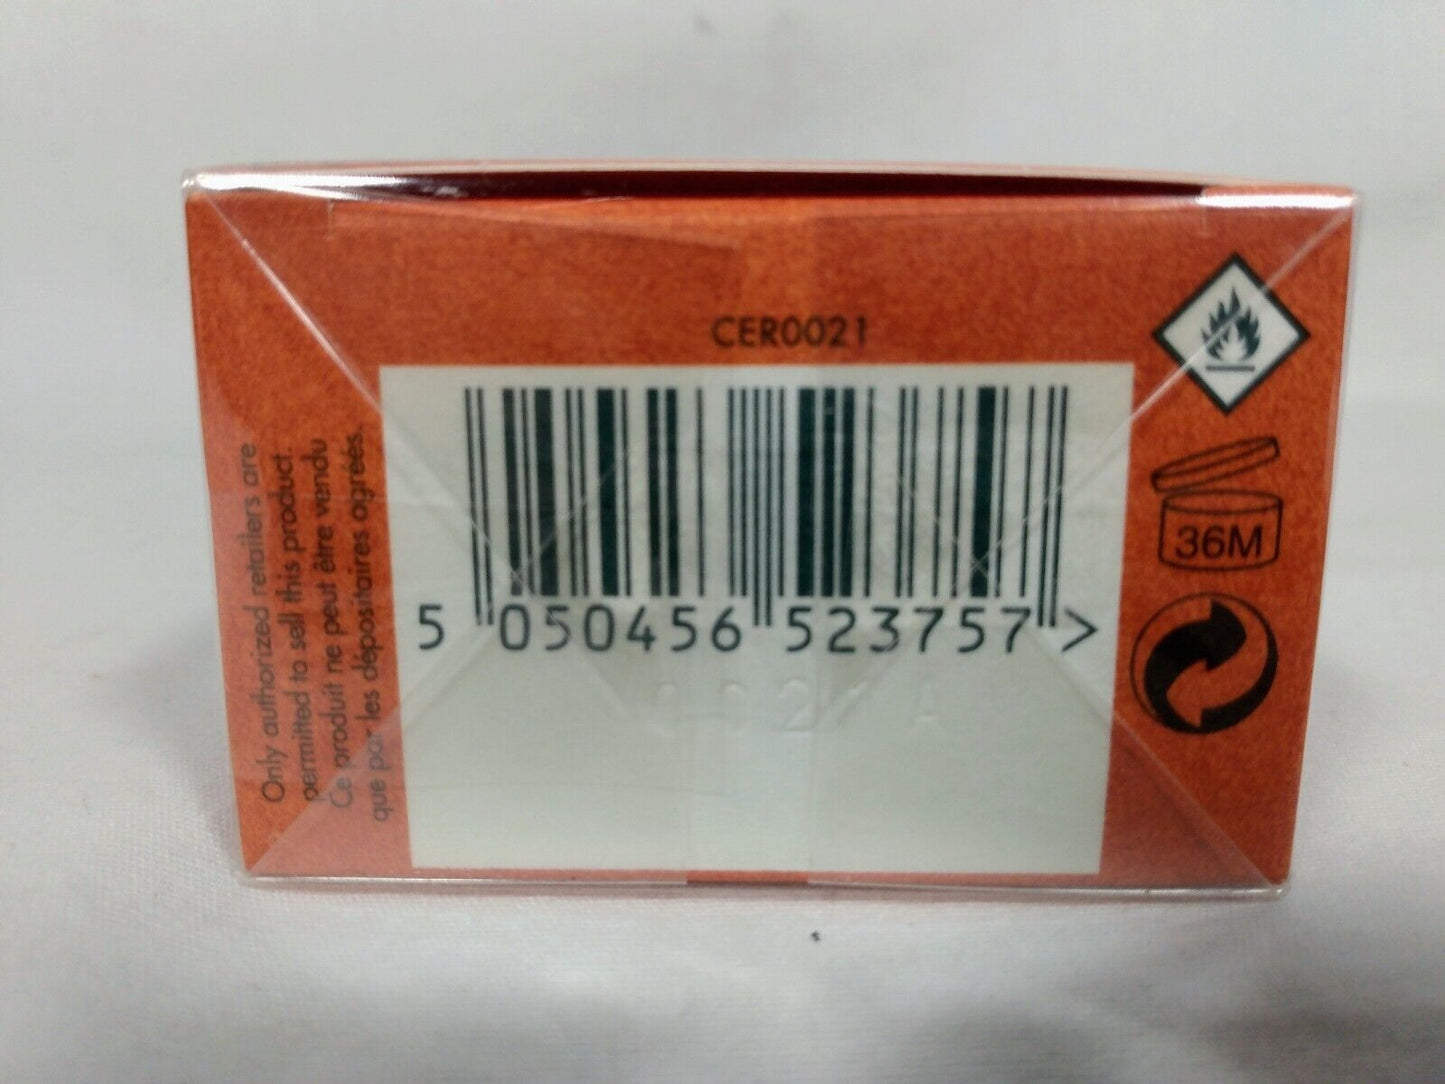 CER0021
5 050456 523757 >
Only authorized retailers are
permitted to sell this product.
Ce produit ne peut être vendu
que par les dépositaires agréés.
36M